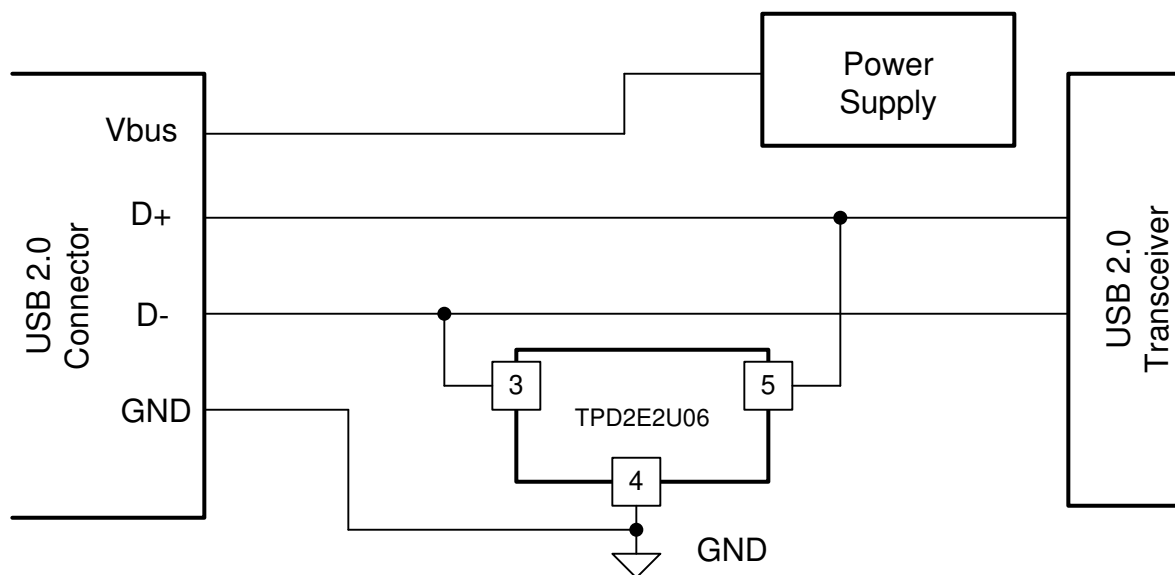 Power
Supply
Vbus
D+
USB 2.0
Connector
D-
USB 2.0
Transceiver
3
5
TPD2E2U06
GND
4
GND